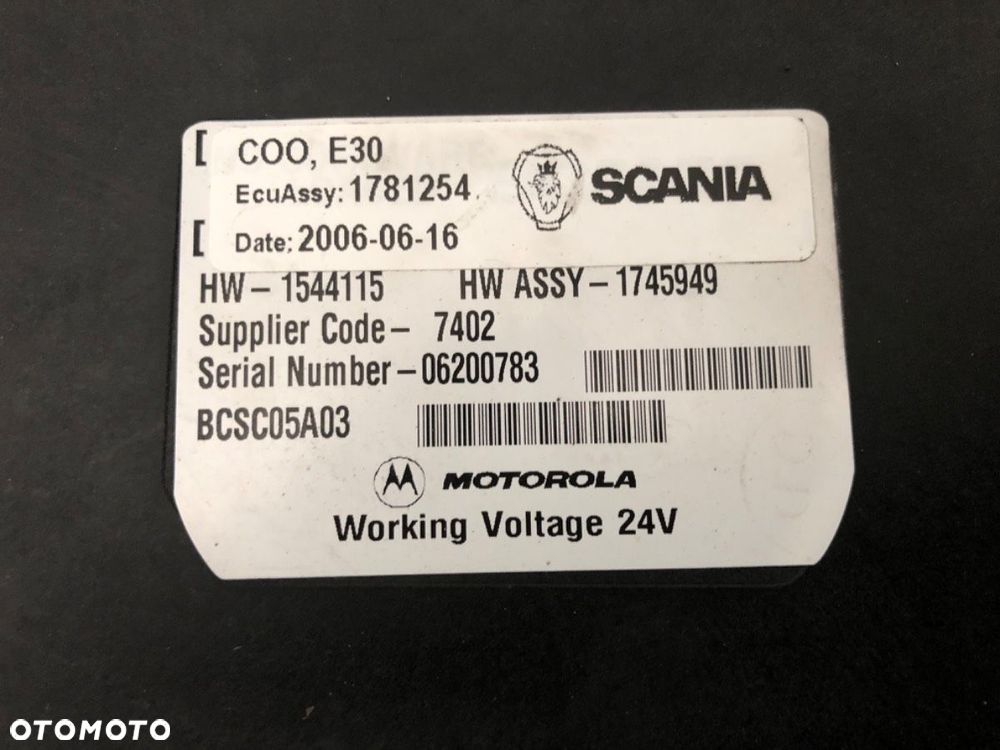 [ COO, E30
EcuAssy: 1781254
SCANIA
[ Date: 2006-06-16
HW – 1544115 HW ASSY – 1745949
Supplier Code – 7402
Serial Number – 06200783
BCSC05A03
MOTOROLA
Working Voltage 24V
OTOMOTO